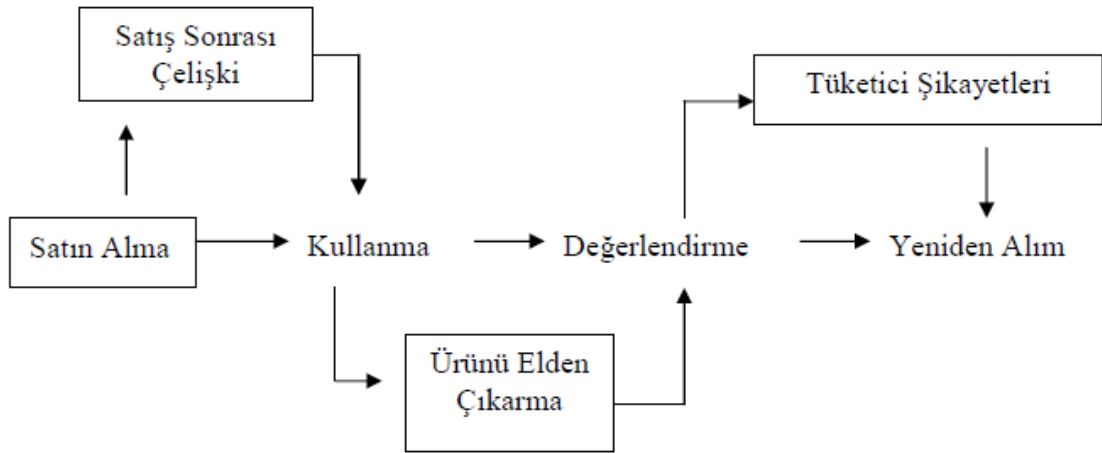 Satış Sonrası
Çelişki
Tüketici Şikayetleri
Satın Alma
Kullanma
Değerlendirme
Yeniden Alım
Ürünü Elden
Çıkarma